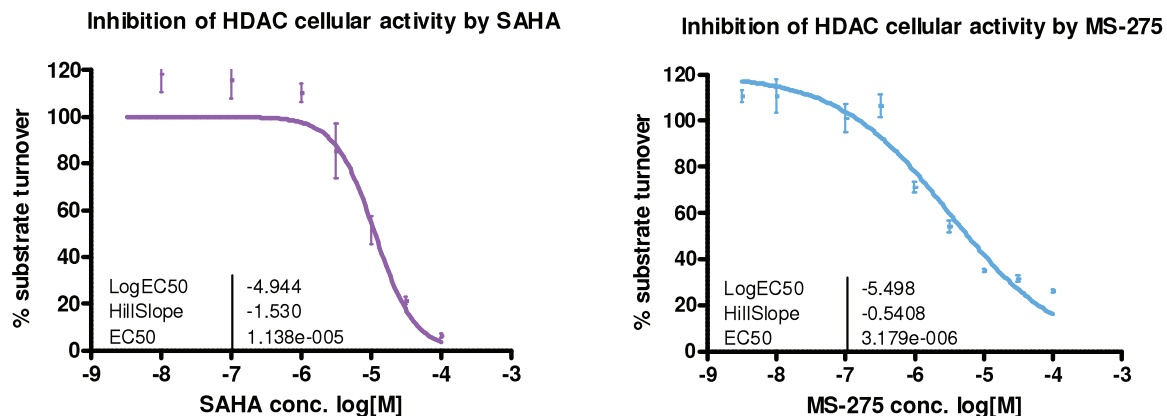 Inhibition of HDAC cellular activity by SAHA
120
100
80
60
40
20
0
% substrate turnover
LogEC50 -4.944
HillSlope -1.530
EC50 1.138e-005
-9 -8 -7 -6 -5 -4 -3
SAHA conc. log[M]
Inhibition of HDAC cellular activity by MS-275
120
100
80
60
40
20
0
% substrate turnover
LogEC50 -5.498
HillSlope -0.5408
EC50 3.179e-006
-9 -8 -7 -6 -5 -4 -3
MS-275 conc. log[M]